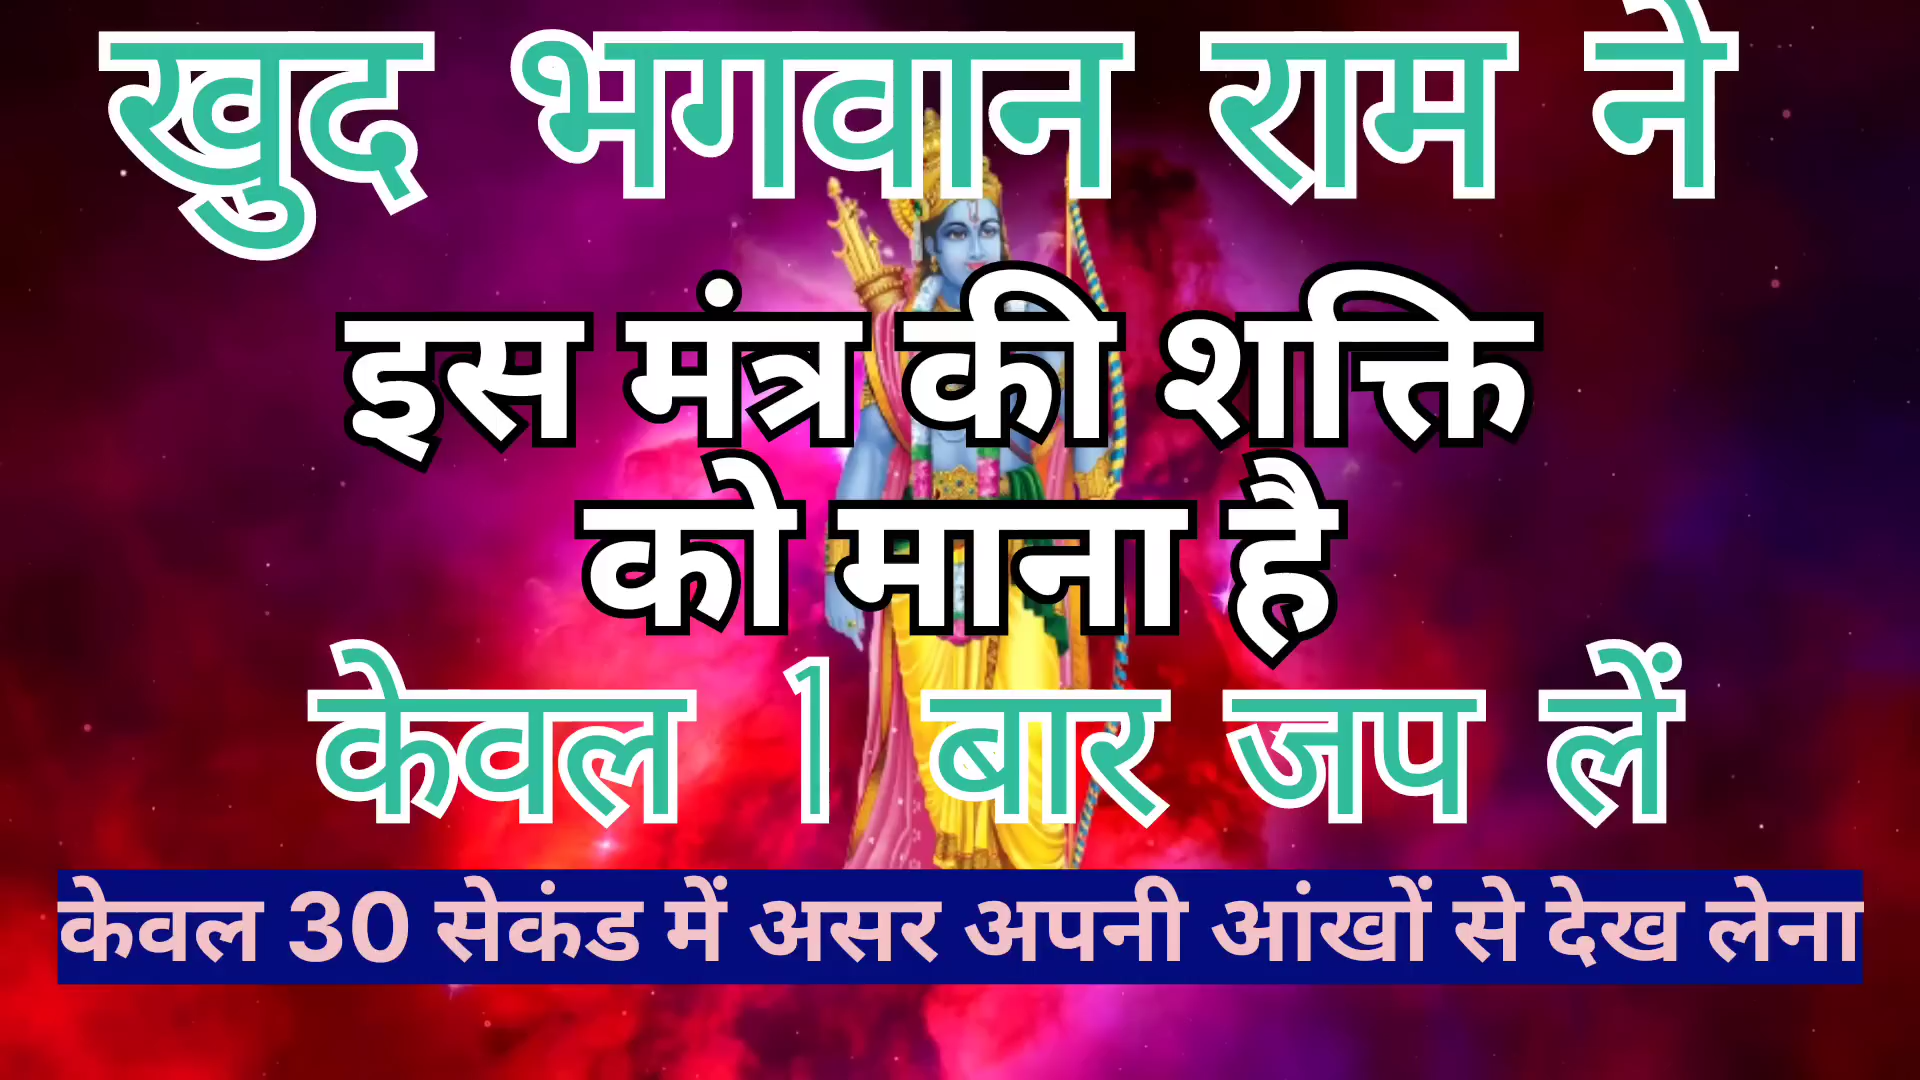 खुद भगवान राम ने
इस मंत्र की शक्ति
को माना है
केवल 1 बार जप लें
केवल 30 सेकंड में असर अपनी आंखों से देख लेना